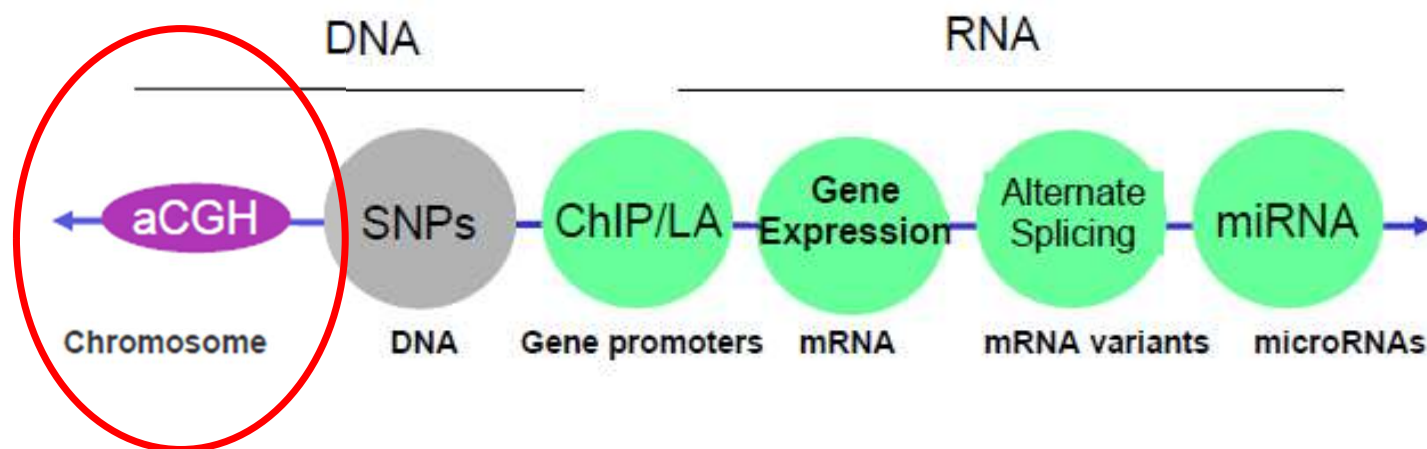 DNA
RNA
aCGH
SNPs
ChIP/LA
Gene
Expression
Alternate
Splicing
miRNA
Chromosome
DNA
Gene promoters
mRNA
mRNA variants
microRNAs